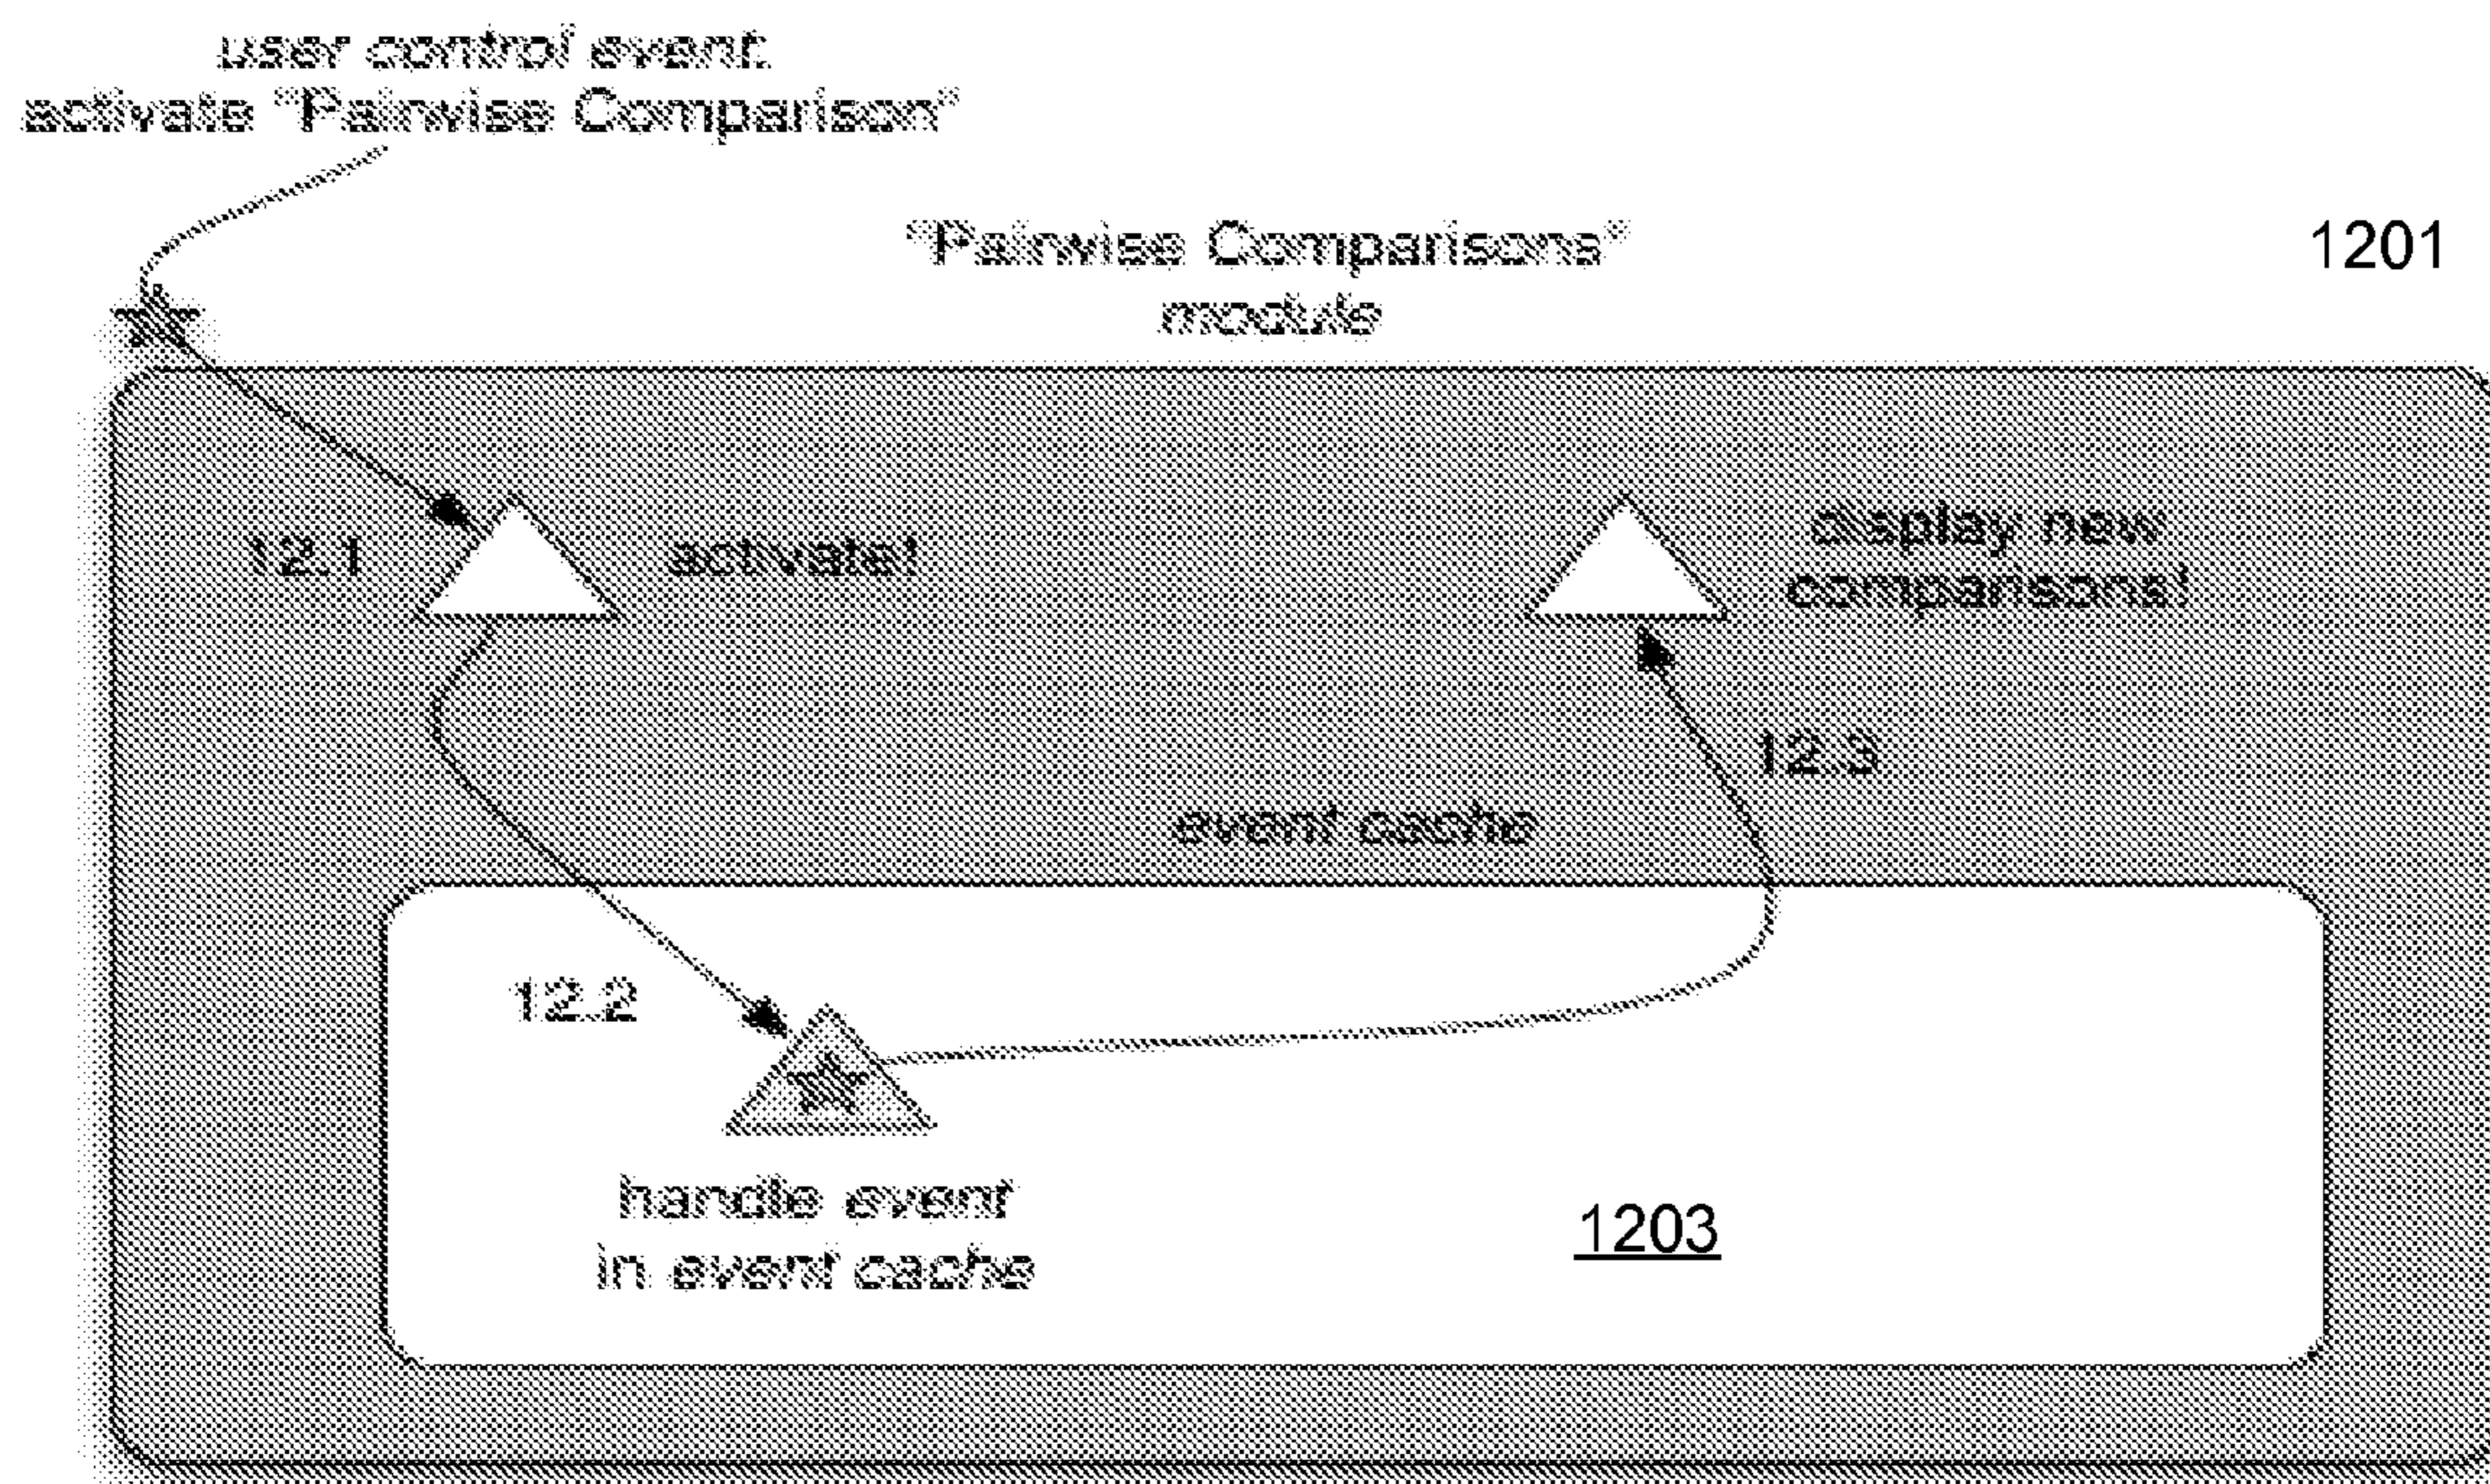 user control event:
activate "Pairwise Comparison"
"Pairwise Comparisons"
module
1201
12.1
activate!
display new
comparisons!
12.3
event cache
12.2
handle event
in event cache
1203